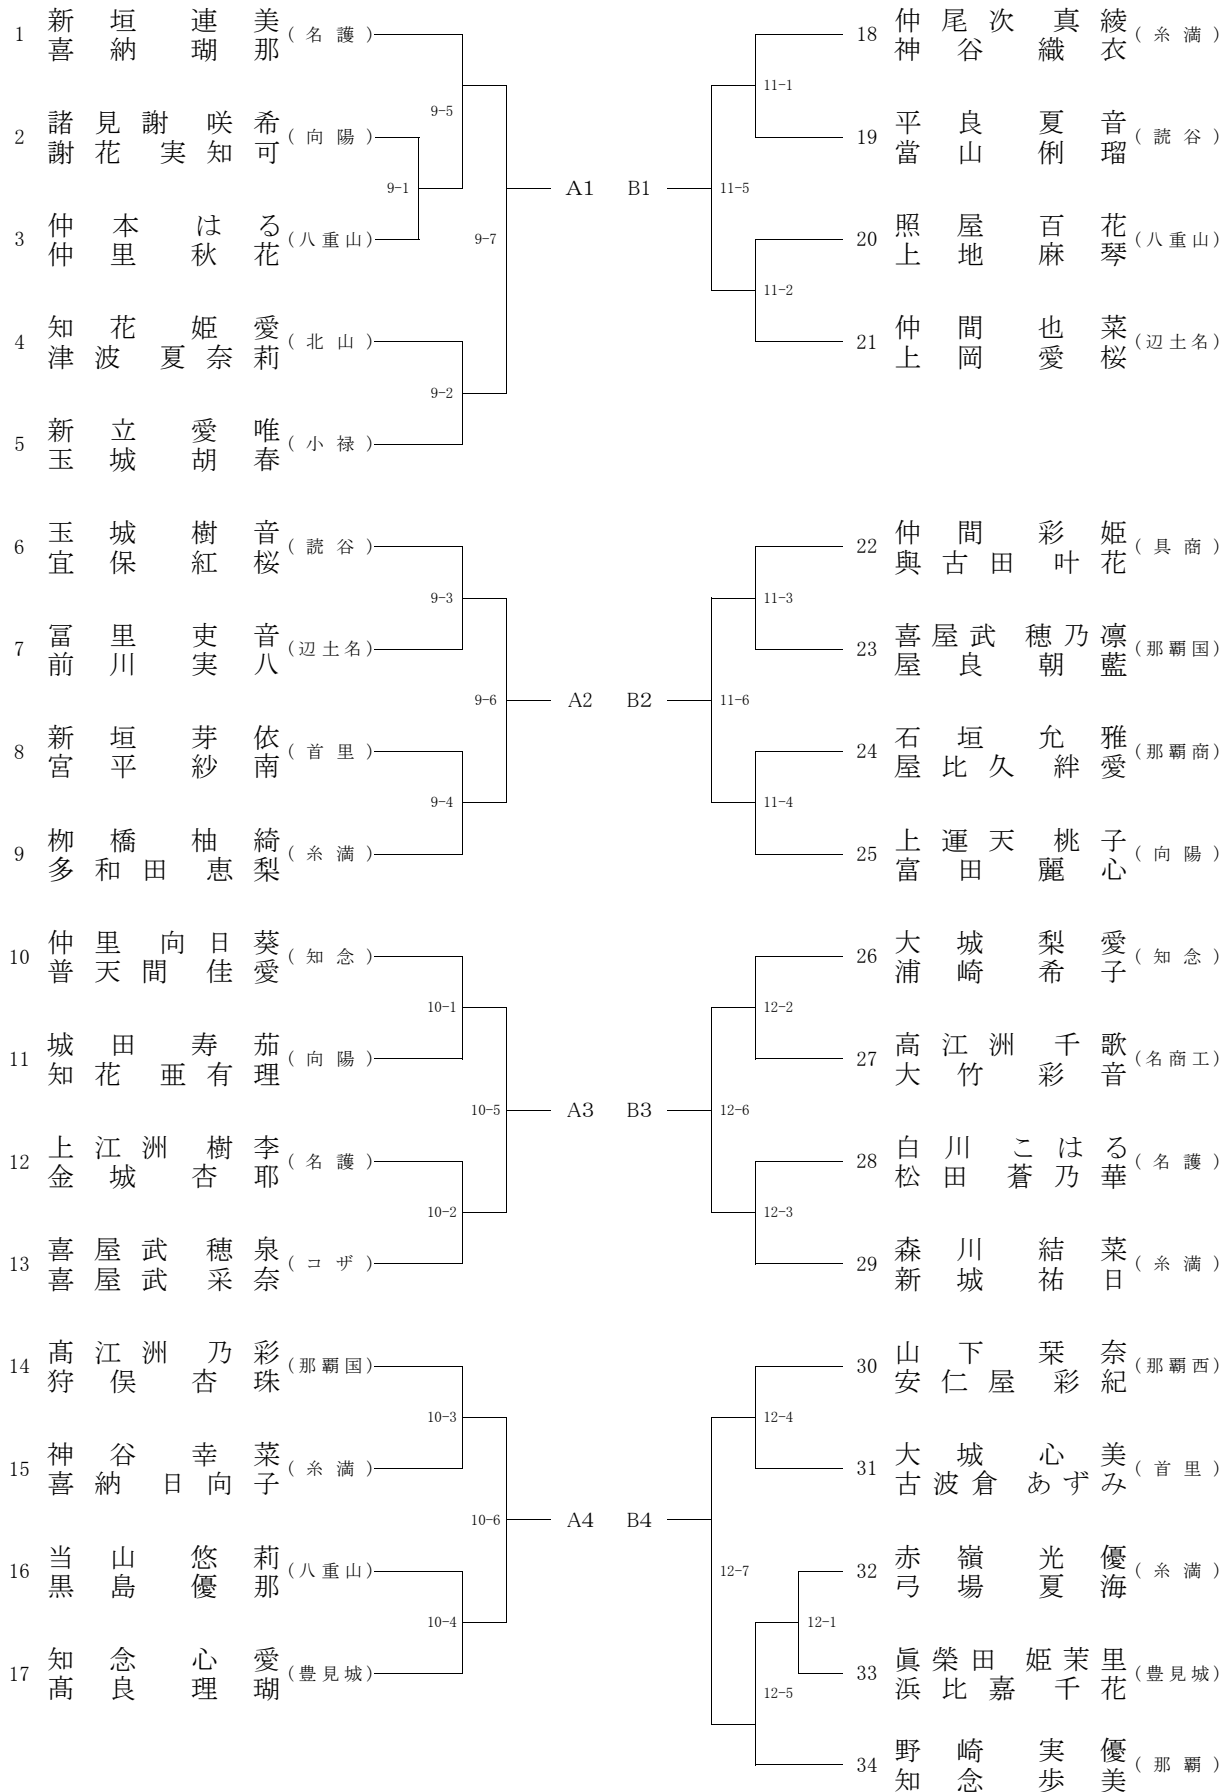 1 新垣 連美 (名護)
喜納 瑚那
9-5
2 諸見謝 咲希 (向陽)
謝花 実知可
9-1
3 仲本 はる (八重山)
仲里 秋花
9-7
A1
4 知花 姫愛 (北山)
津波 夏奈莉
9-2
5 新立 愛唯 (小禄)
玉城 胡春
6 玉城 樹音 (読谷)
宜保 紅桜
9-3
7 冨里 吏音 (辺土名)
前川 実八
9-6
A2
8 新垣 芽依 (首里)
宮平 紗南
9-4
9 栁橋 柚綺 (糸満)
多和田 恵梨
10 仲里 向日葵 (知念)
普天間 佳愛
10-1
11 城田 寿茄 (向陽)
知花 亜有理
10-5
A3
12 上江洲 樹李 (名護)
金城 杏耶
10-2
13 喜屋武 穂泉 (コザ)
喜屋武 采奈
14 髙江洲 乃彩 (那覇国)
狩俣 杏珠
10-3
15 神谷 幸菜 (糸満)
喜納 日向子
10-6
A4
16 当山 悠莉 (八重山)
黒島 優那
10-4
17 知念 心愛 (豊見城)
髙良 理瑚
18 仲尾次 真綾 (糸満)
神谷 織衣
11-1
19 平良 夏音 (読谷)
當山 俐瑠
B1
11-5
20 照屋 百花 (八重山)
上地 麻琴
11-2
21 仲間 也菜 (辺土名)
上岡 愛桜
22 仲間 彩姫 (具商)
與古田 叶花
11-3
23 喜屋武 穂乃凛 (那覇国)
屋良 朝藍
B2
11-6
24 石垣 允雅 (那覇商)
屋比久 絆愛
11-4
25 上運天 桃子 (向陽)
富田 麗心
26 大城 梨愛 (知念)
浦崎 希子
12-2
27 高江洲 千歌 (名商工)
大竹 彩音
B3
12-6
28 白川 こはる (名護)
松田 蒼乃華
12-3
29 森川 結菜 (糸満)
新城 祐日
30 山下 栞奈 (那覇西)
安仁屋 彩紀
12-4
31 大城 心美 (首里)
古波倉 あずみ
B4
12-7
32 赤嶺 光優 (糸満)
弓場 夏海
12-1
33 眞榮田 姫茉里 (豊見城)
浜比嘉 千花
12-5
34 野崎 実優 (那覇)
知念 歩美